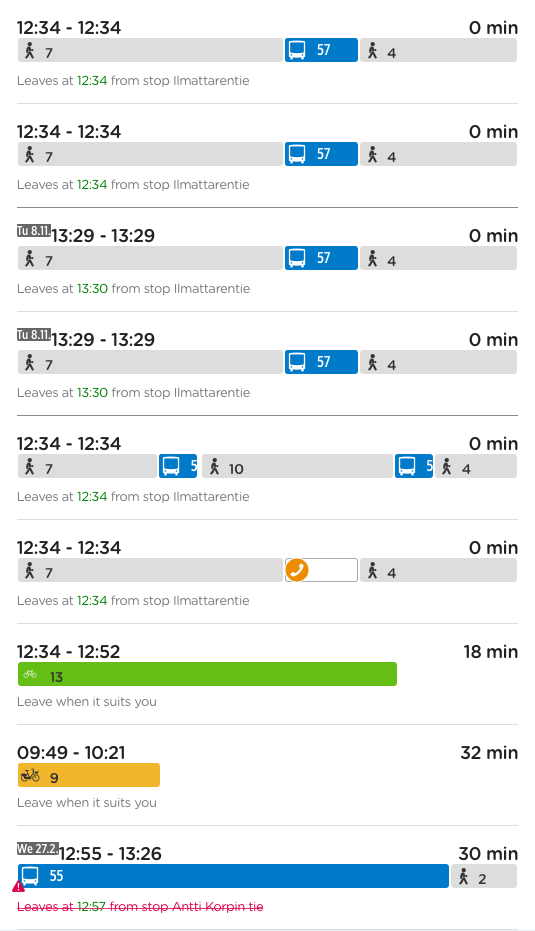 12:34 - 12:34 0 min
7 57 4
Leaves at 12:34 from stop Ilmattarentie
12:34 - 12:34 0 min
7 57 4
Leaves at 12:34 from stop Ilmattarentie
Tu 8.11. 13:29 - 13:29 0 min
7 57 4
Leaves at 13:30 from stop Ilmattarentie
Tu 8.11. 13:29 - 13:29 0 min
7 57 4
Leaves at 13:30 from stop Ilmattarentie
12:34 - 12:34 0 min
7 5 10 5 4
Leaves at 12:34 from stop Ilmattarentie
12:34 - 12:34 0 min
7 4
Leaves at 12:34 from stop Ilmattarentie
12:34 - 12:52 18 min
13
Leave when it suits you
09:49 - 10:21 32 min
9
Leave when it suits you
We 27.2. 12:55 - 13:26 30 min
55 2
Leaves at 12:57 from stop Antti Korpin tie